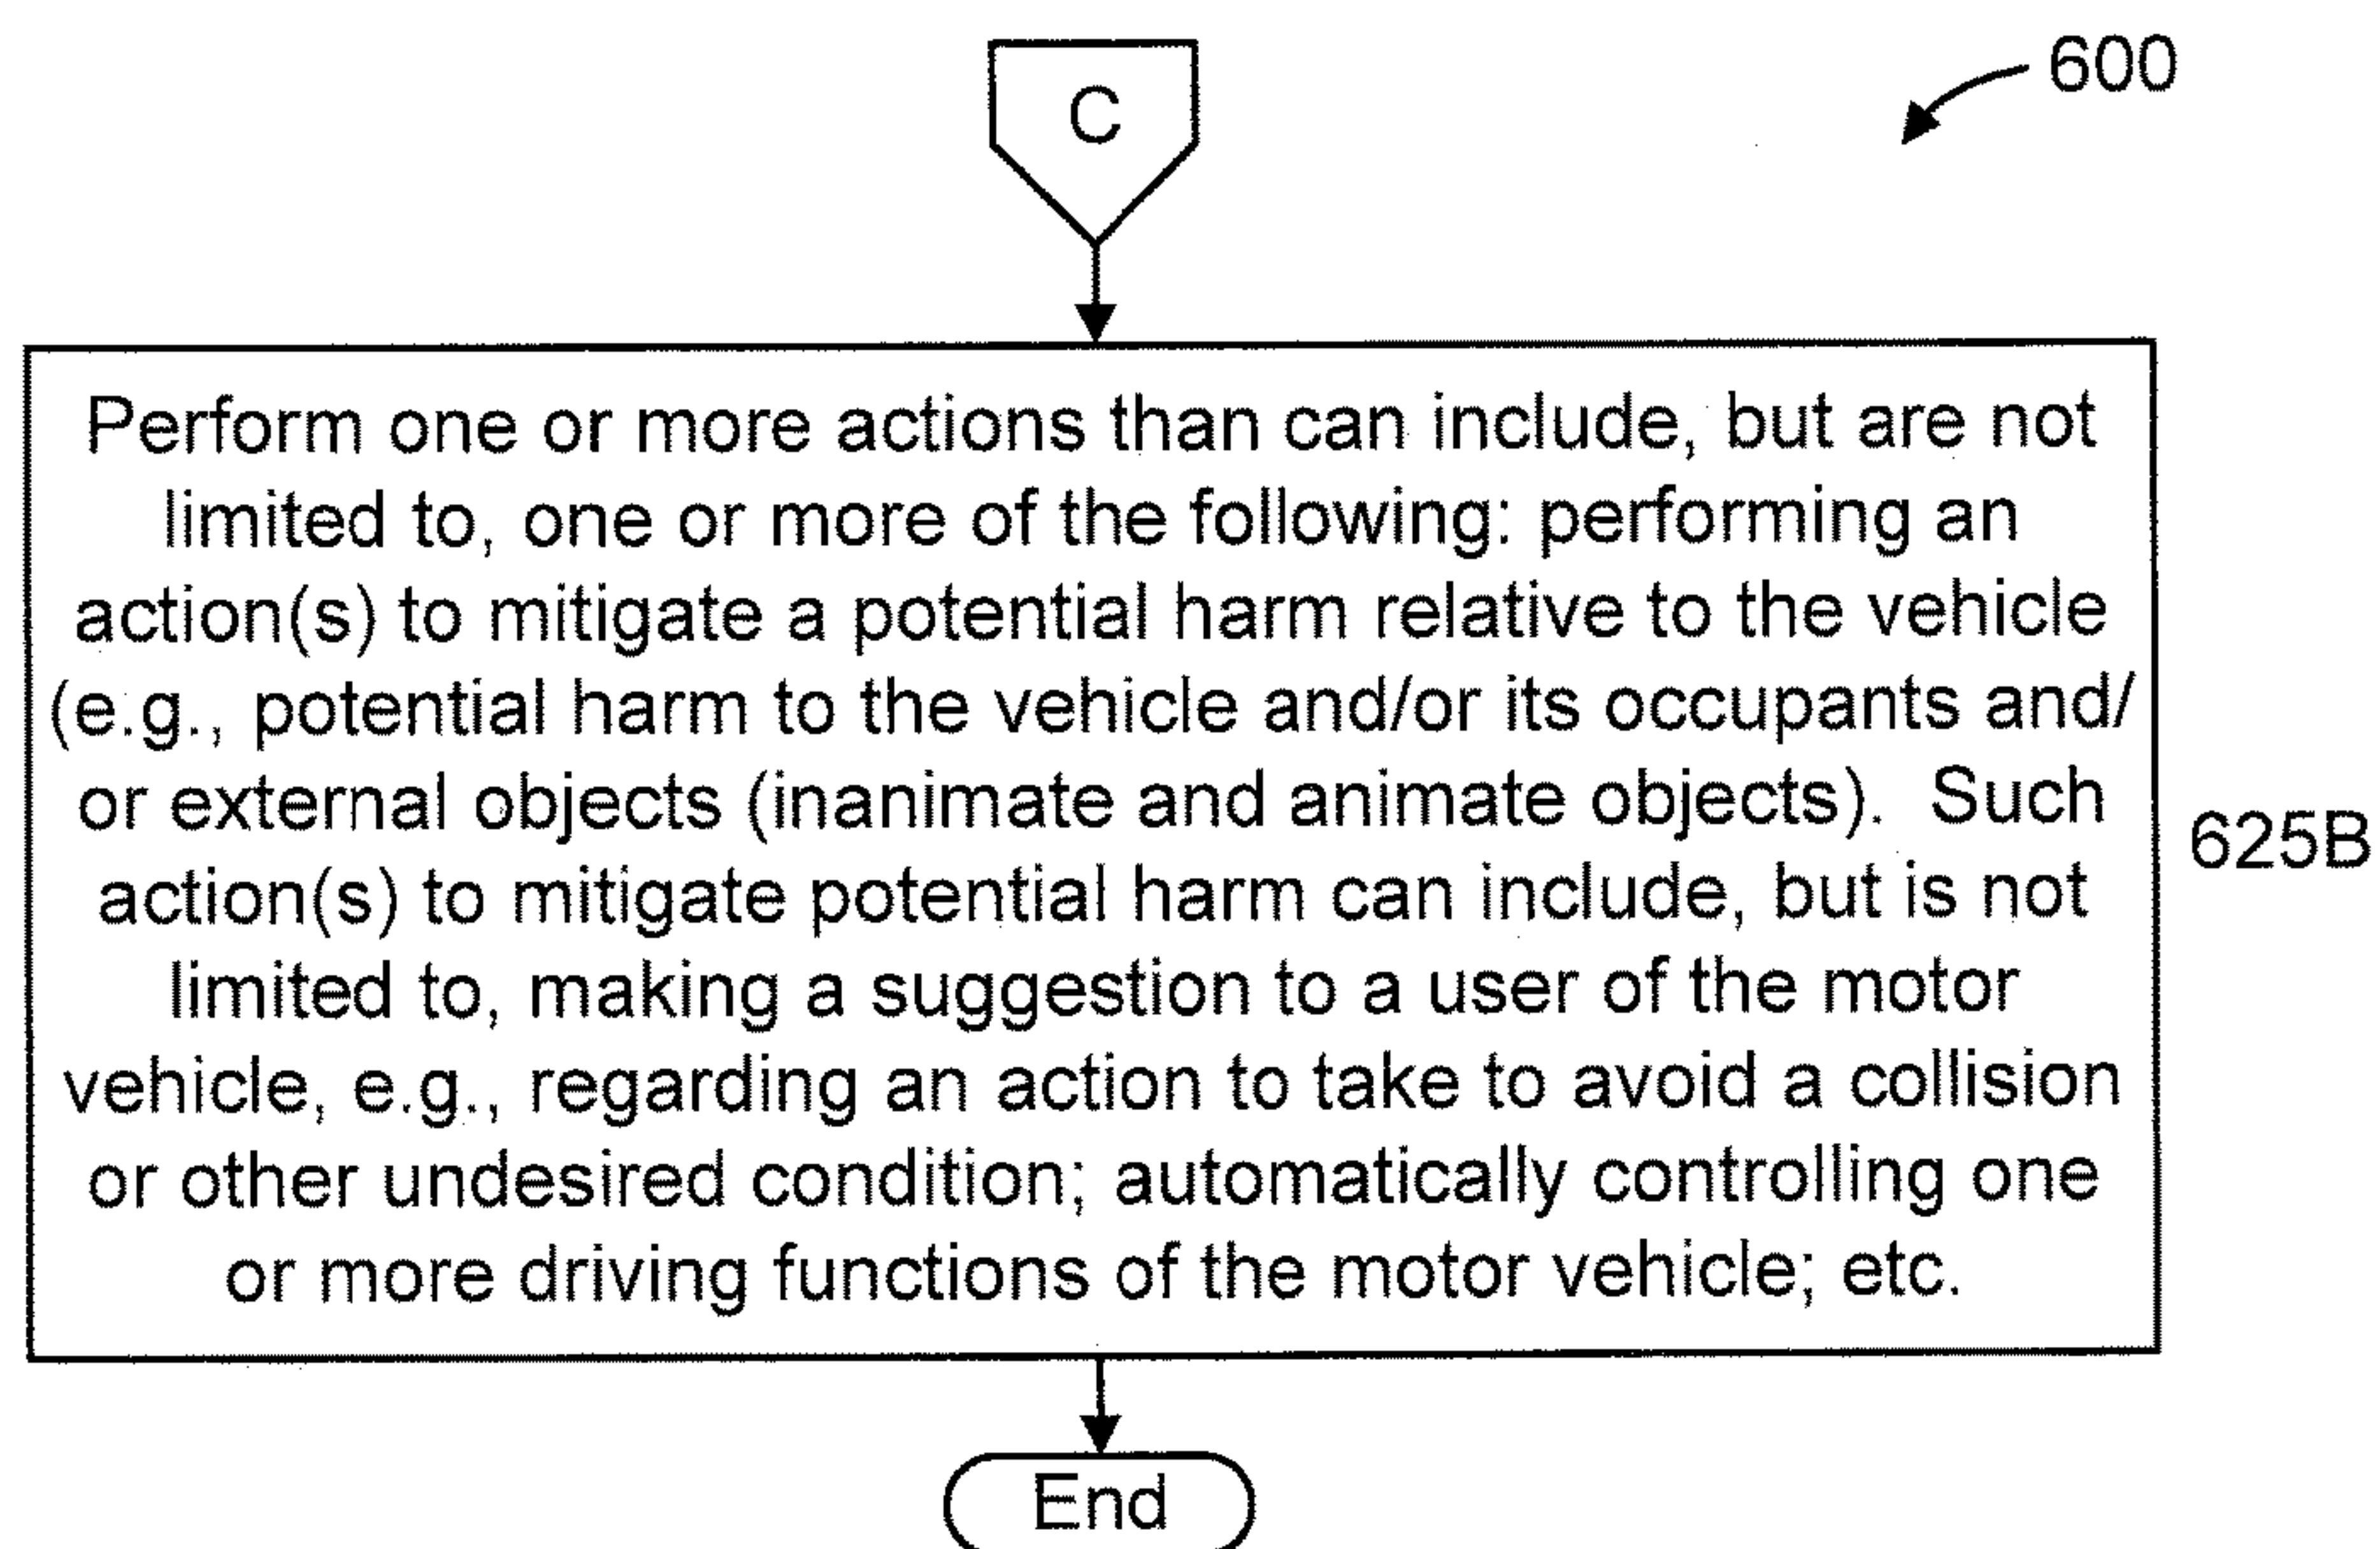 C
600
Perform one or more actions than can include, but are not
limited to, one or more of the following: performing an
action(s) to mitigate a potential harm relative to the vehicle
(e.g., potential harm to the vehicle and/or its occupants and/
or external objects (inanimate and animate objects).  Such
action(s) to mitigate potential harm can include, but is not
limited to, making a suggestion to a user of the motor
vehicle, e.g., regarding an action to take to avoid a collision
or other undesired condition; automatically controlling one
or more driving functions of the motor vehicle; etc.
625B
End